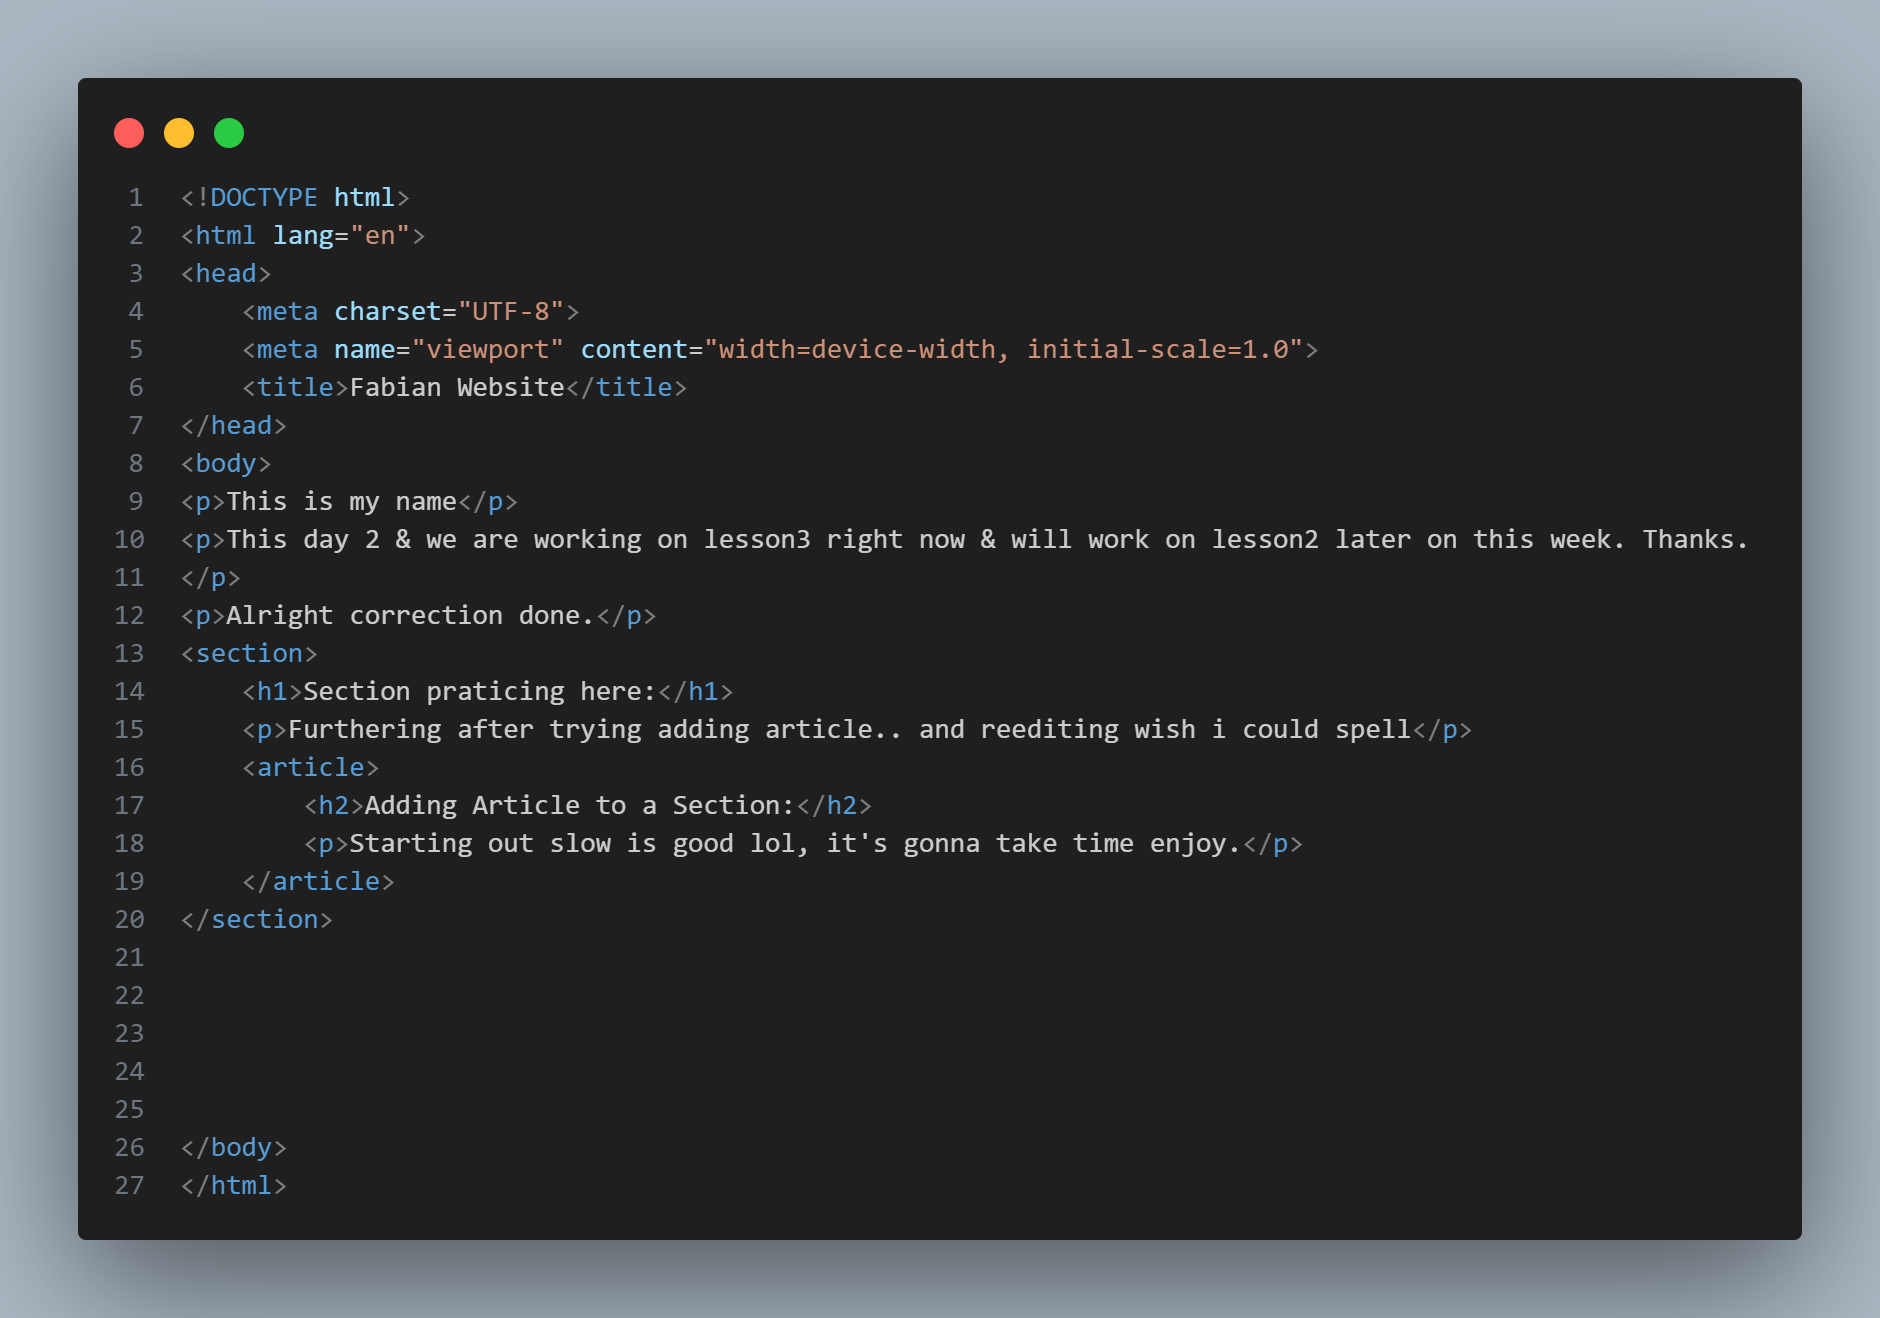 1 <!DOCTYPE html>
2 <html lang="en">
3 <head>
4     <meta charset="UTF-8">
5     <meta name="viewport" content="width=device-width, initial-scale=1.0">
6     <title>Fabian Website</title>
7 </head>
8 <body>
9 <p>This is my name</p>
10 <p>This day 2 & we are working on lesson3 right now & will work on lesson2 later on this week. Thanks.
11 </p>
12 <p>Alright correction done.</p>
13 <section>
14     <h1>Section praticing here:</h1>
15     <p>Furthering after trying adding article.. and reediting wish i could spell</p>
16     <article>
17         <h2>Adding Article to a Section:</h2>
18         <p>Starting out slow is good lol, it's gonna take time enjoy.</p>
19     </article>
20 </section>
21
22
23
24
25
26 </body>
27 </html>